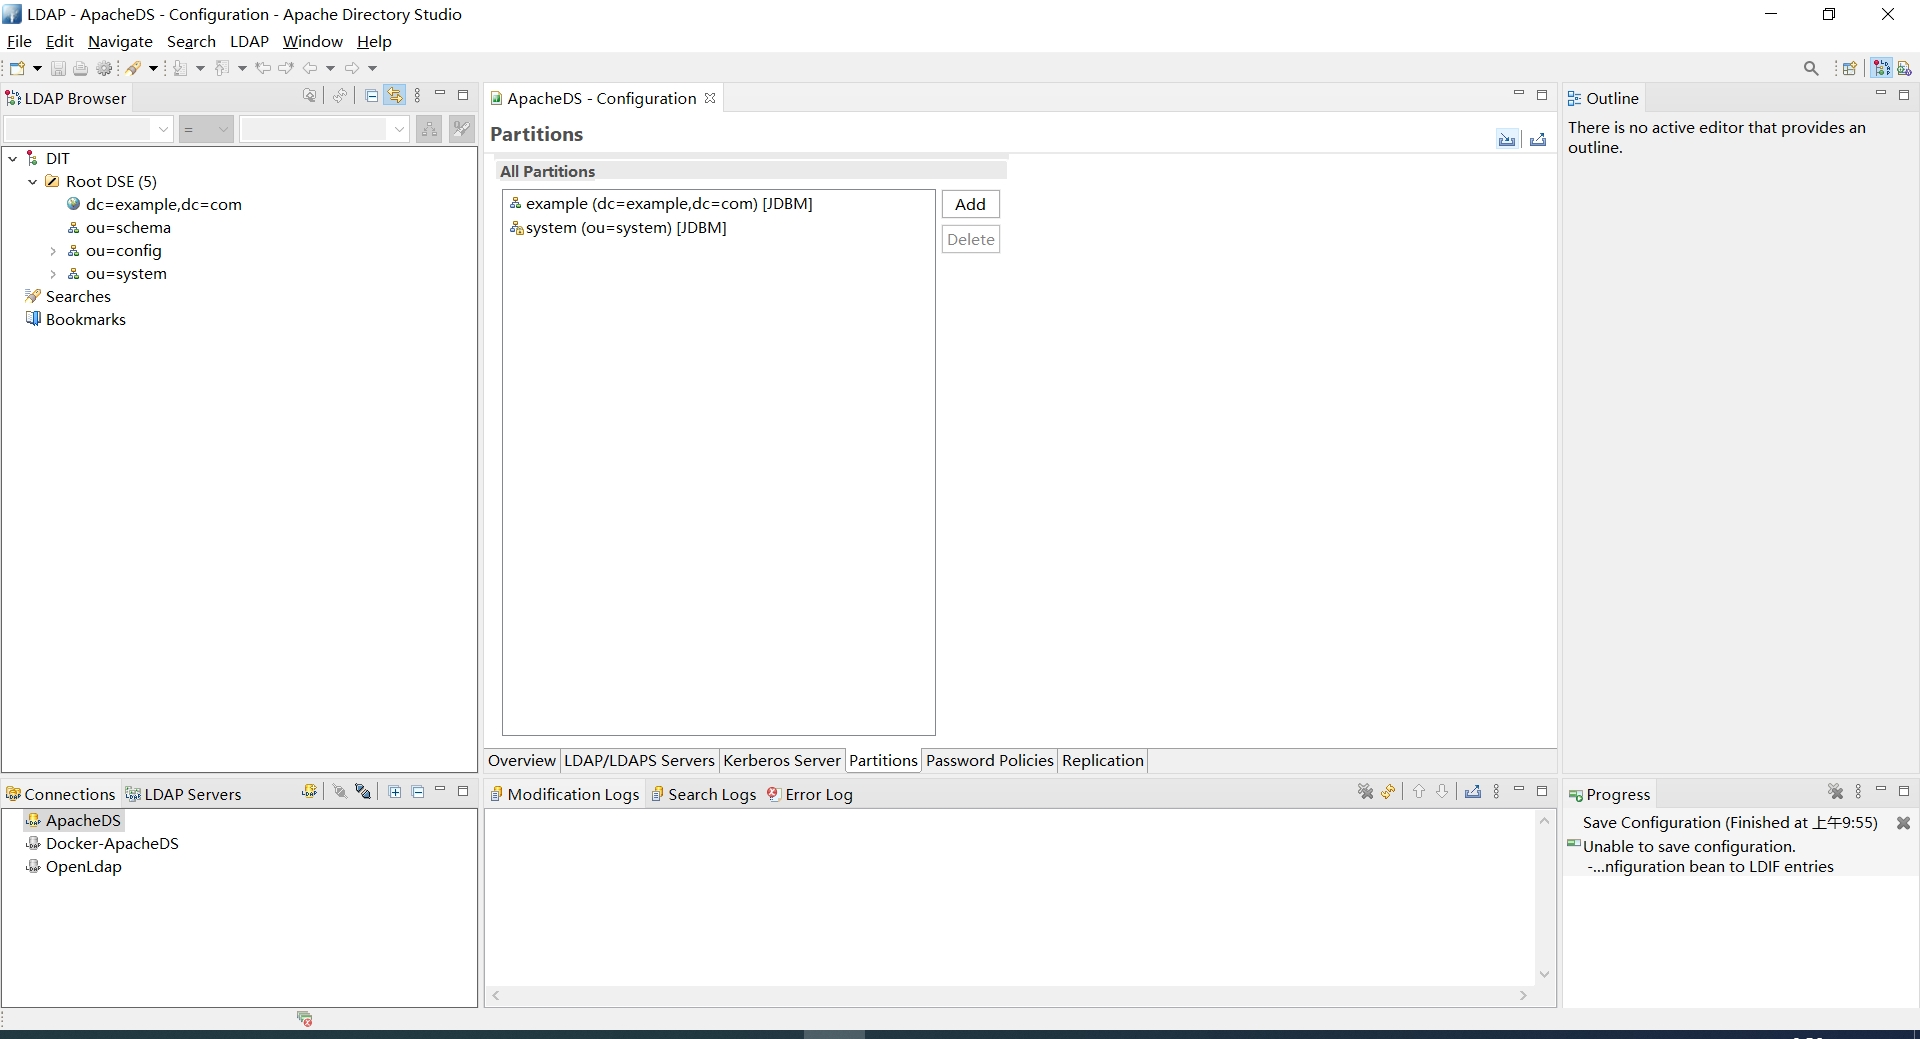 LDAP - ApacheDS - Configuration - Apache Directory Studio
File Edit Navigate Search LDAP Window Help
LDAP Browser
=
DIT
Root DSE (5)
dc=example,dc=com
ou=schema
ou=config
ou=system
Searches
Bookmarks
ApacheDS - Configuration
Partitions
All Partitions
example (dc=example,dc=com) [JDBM]
system (ou=system) [JDBM]
Add
Delete
Overview LDAP/LDAPS Servers Kerberos Server Partitions Password Policies Replication
Outline
There is no active editor that provides an
outline.
Connections LDAP Servers
ApacheDS
Docker-ApacheDS
OpenLdap
Modification Logs Search Logs Error Log
Progress
Save Configuration (Finished at 上午9:55)
Unable to save configuration.
-...nfiguration bean to LDIF entries